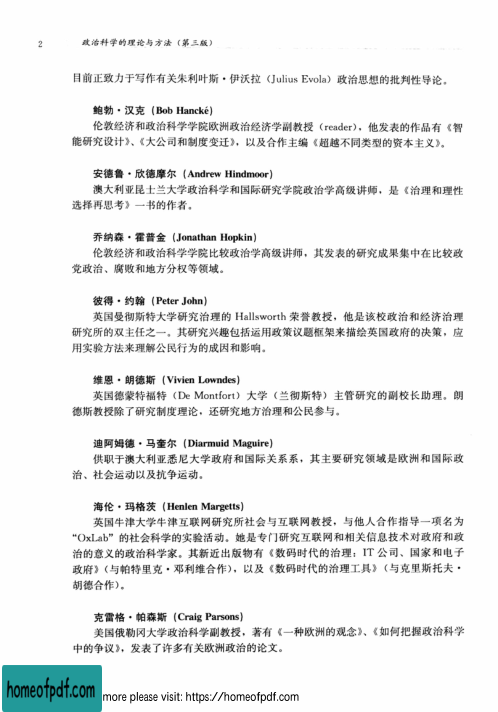 2 政治科学的理论与方法（第三版）
目前正致力于写作有关朱利叶斯·伊沃拉（Julius Evola）政治思想的批判性导论。
鲍勃·汉克（Bob Hancké）
伦敦经济和政治科学学院欧洲政治经济学副教授（reader），他发表的作品有《智
能研究设计》、《大公司和制度变迁》，以及合作主编《超越不同类型的资本主义》。
安德鲁·欣德摩尔（Andrew Hindmoor）
澳大利亚昆士兰大学政治科学和国际研究学院政治学高级讲师，是《治理和理性
选择再思考》一书的作者。
乔纳森·霍普金（Jonathan Hopkin）
伦敦经济和政治科学学院比较政治学高级讲师，其发表的研究成果集中在比较政
党政治、腐败和地方分权等领域。
彼得·约翰（Peter John）
英国曼彻斯特大学研究治理的 Hallsworth 荣誉教授，他是该校政治和经济治理
研究所的双主任之一。其研究兴趣包括运用政策议题框架来描绘英国政府的决策，应
用实验方法来理解公民行为的成因和影响。
维恩·朗德斯（Vivien Lowndes）
英国德蒙特福特（De Montfort）大学（兰彻斯特）主管研究的副校长助理。朗
德斯教授除了研究制度理论，还研究地方治理和公民参与。
迪阿姆德·马奎尔（Diarmuid Maguire）
供职于澳大利亚悉尼大学政府和国际关系系，其主要研究领域是欧洲和国际政
治、社会运动以及抗争运动。
海伦·玛格茨（Henlen Margetts）
英国牛津大学牛津互联网研究所社会与互联网教授，与他人合作指导一项名为
“OxLab”的社会科学的实验活动。她是专门研究互联网和相关信息技术对政府和政
治的意义的政治科学家。其新近出版物有《数码时代的治理：IT 公司、国家和电子
政府》（与帕特里克·邓利维合作），以及《数码时代的治理工具》（与克里斯托夫·
胡德合作）。
克雷格·帕森斯（Craig Parsons）
美国俄勒冈大学政治科学副教授，著有《一种欧洲的观念》、《如何把握政治科学
中的争议》，发表了许多有关欧洲政治的论文。
homeofpdf.com more please visit: https://homeofpdf.com